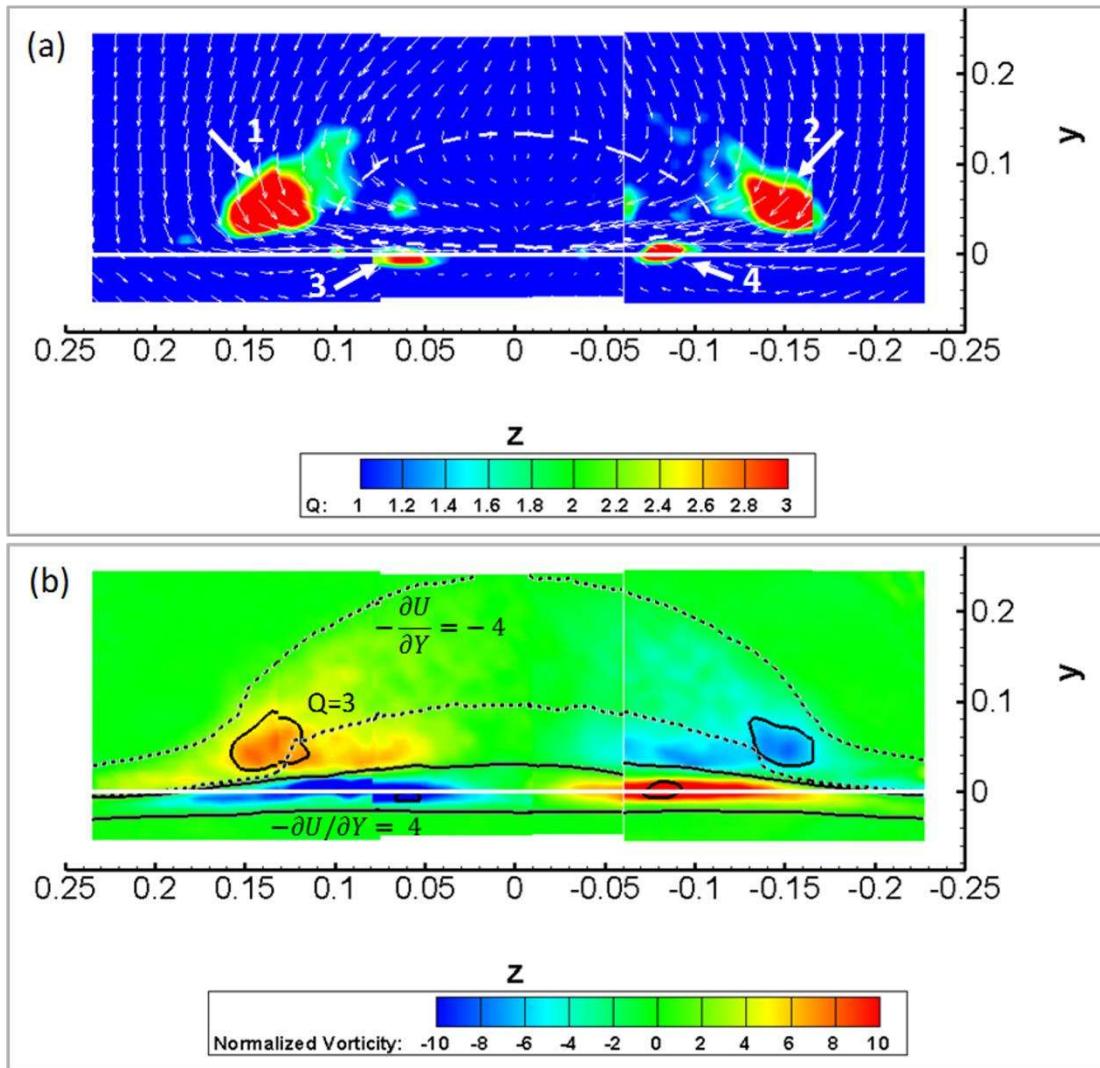 (a)
1
2
3
4
0.2
0.1
0
y
0.25 0.2 0.15 0.1 0.05 0 -0.05 -0.1 -0.15 -0.2 -0.25
z
Q: 1 1.2 1.4 1.6 1.8 2 2.2 2.4 2.6 2.8 3
(b)
−∂U/∂Y = − 4
Q=3
−∂U/∂Y = 4
0.2
0.1
0
y
0.25 0.2 0.15 0.1 0.05 0 -0.05 -0.1 -0.15 -0.2 -0.25
z
Normalized Vorticity: -10 -8 -6 -4 -2 0 2 4 6 8 10